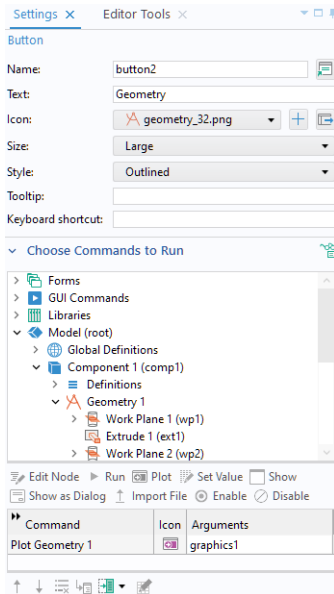 Settings × Editor Tools ×
Button
Name: button2
Text: Geometry
Icon: geometry_32.png
Size: Large
Style: Outlined
Tooltip:
Keyboard shortcut:
Choose Commands to Run
Forms
GUI Commands
Libraries
Model (root)
Global Definitions
Component 1 (comp1)
Definitions
Geometry 1
Work Plane 1 (wp1)
Extrude 1 (ext1)
Work Plane 2 (wp2)
Edit Node Run Plot Set Value Show
Show as Dialog Import File Enable Disable
Command Icon Arguments
Plot Geometry 1 graphics1